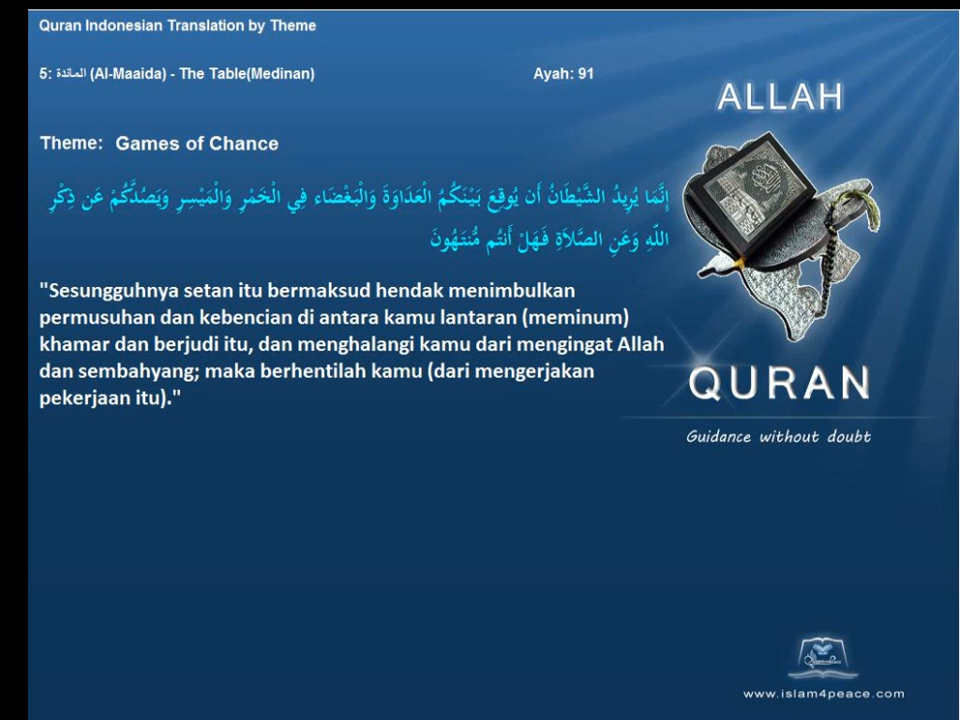 Quran Indonesian Translation by Theme
5: المائدة (Al-Maaida) - The Table(Medinan) Ayah: 91
ALLAH
Theme: Games of Chance
إِنَّمَا يُرِيدُ الشَّيْطَانُ أَن يُوقِعَ بَيْنَكُمُ الْعَدَاوَةَ وَالْبَغْضَاء فِي الْخَمْرِ وَالْمَيْسِرِ وَيَصُدَّكُمْ عَن ذِكْرِ
اللّهِ وَعَنِ الصَّلاَةِ فَهَلْ أَنتُم مُّنتَهُونَ
"Sesungguhnya setan itu bermaksud hendak menimbulkan
permusuhan dan kebencian di antara kamu lantaran (meminum)
khamar dan berjudi itu, dan menghalangi kamu dari mengingat Allah
dan sembahyang; maka berhentilah kamu (dari mengerjakan
pekerjaan itu)."
QURAN
Guidance without doubt
www.islam4peace.com